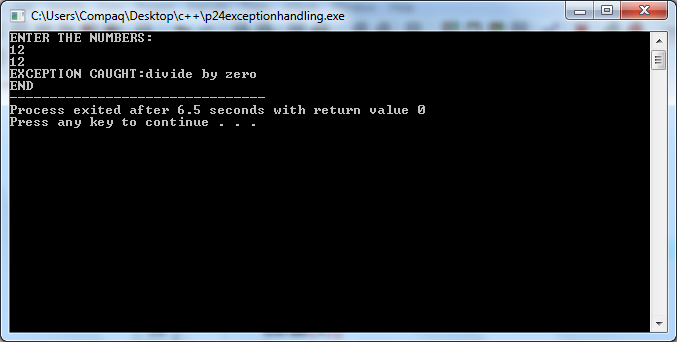 C:\Users\Compaq\Desktop\c++\p24exceptionhandling.exe
ENTER THE NUMBERS:
12
12
EXCEPTION CAUGHT:divide by zero
END
--------------------------------
Process exited after 6.5 seconds with return value 0
Press any key to continue . . .